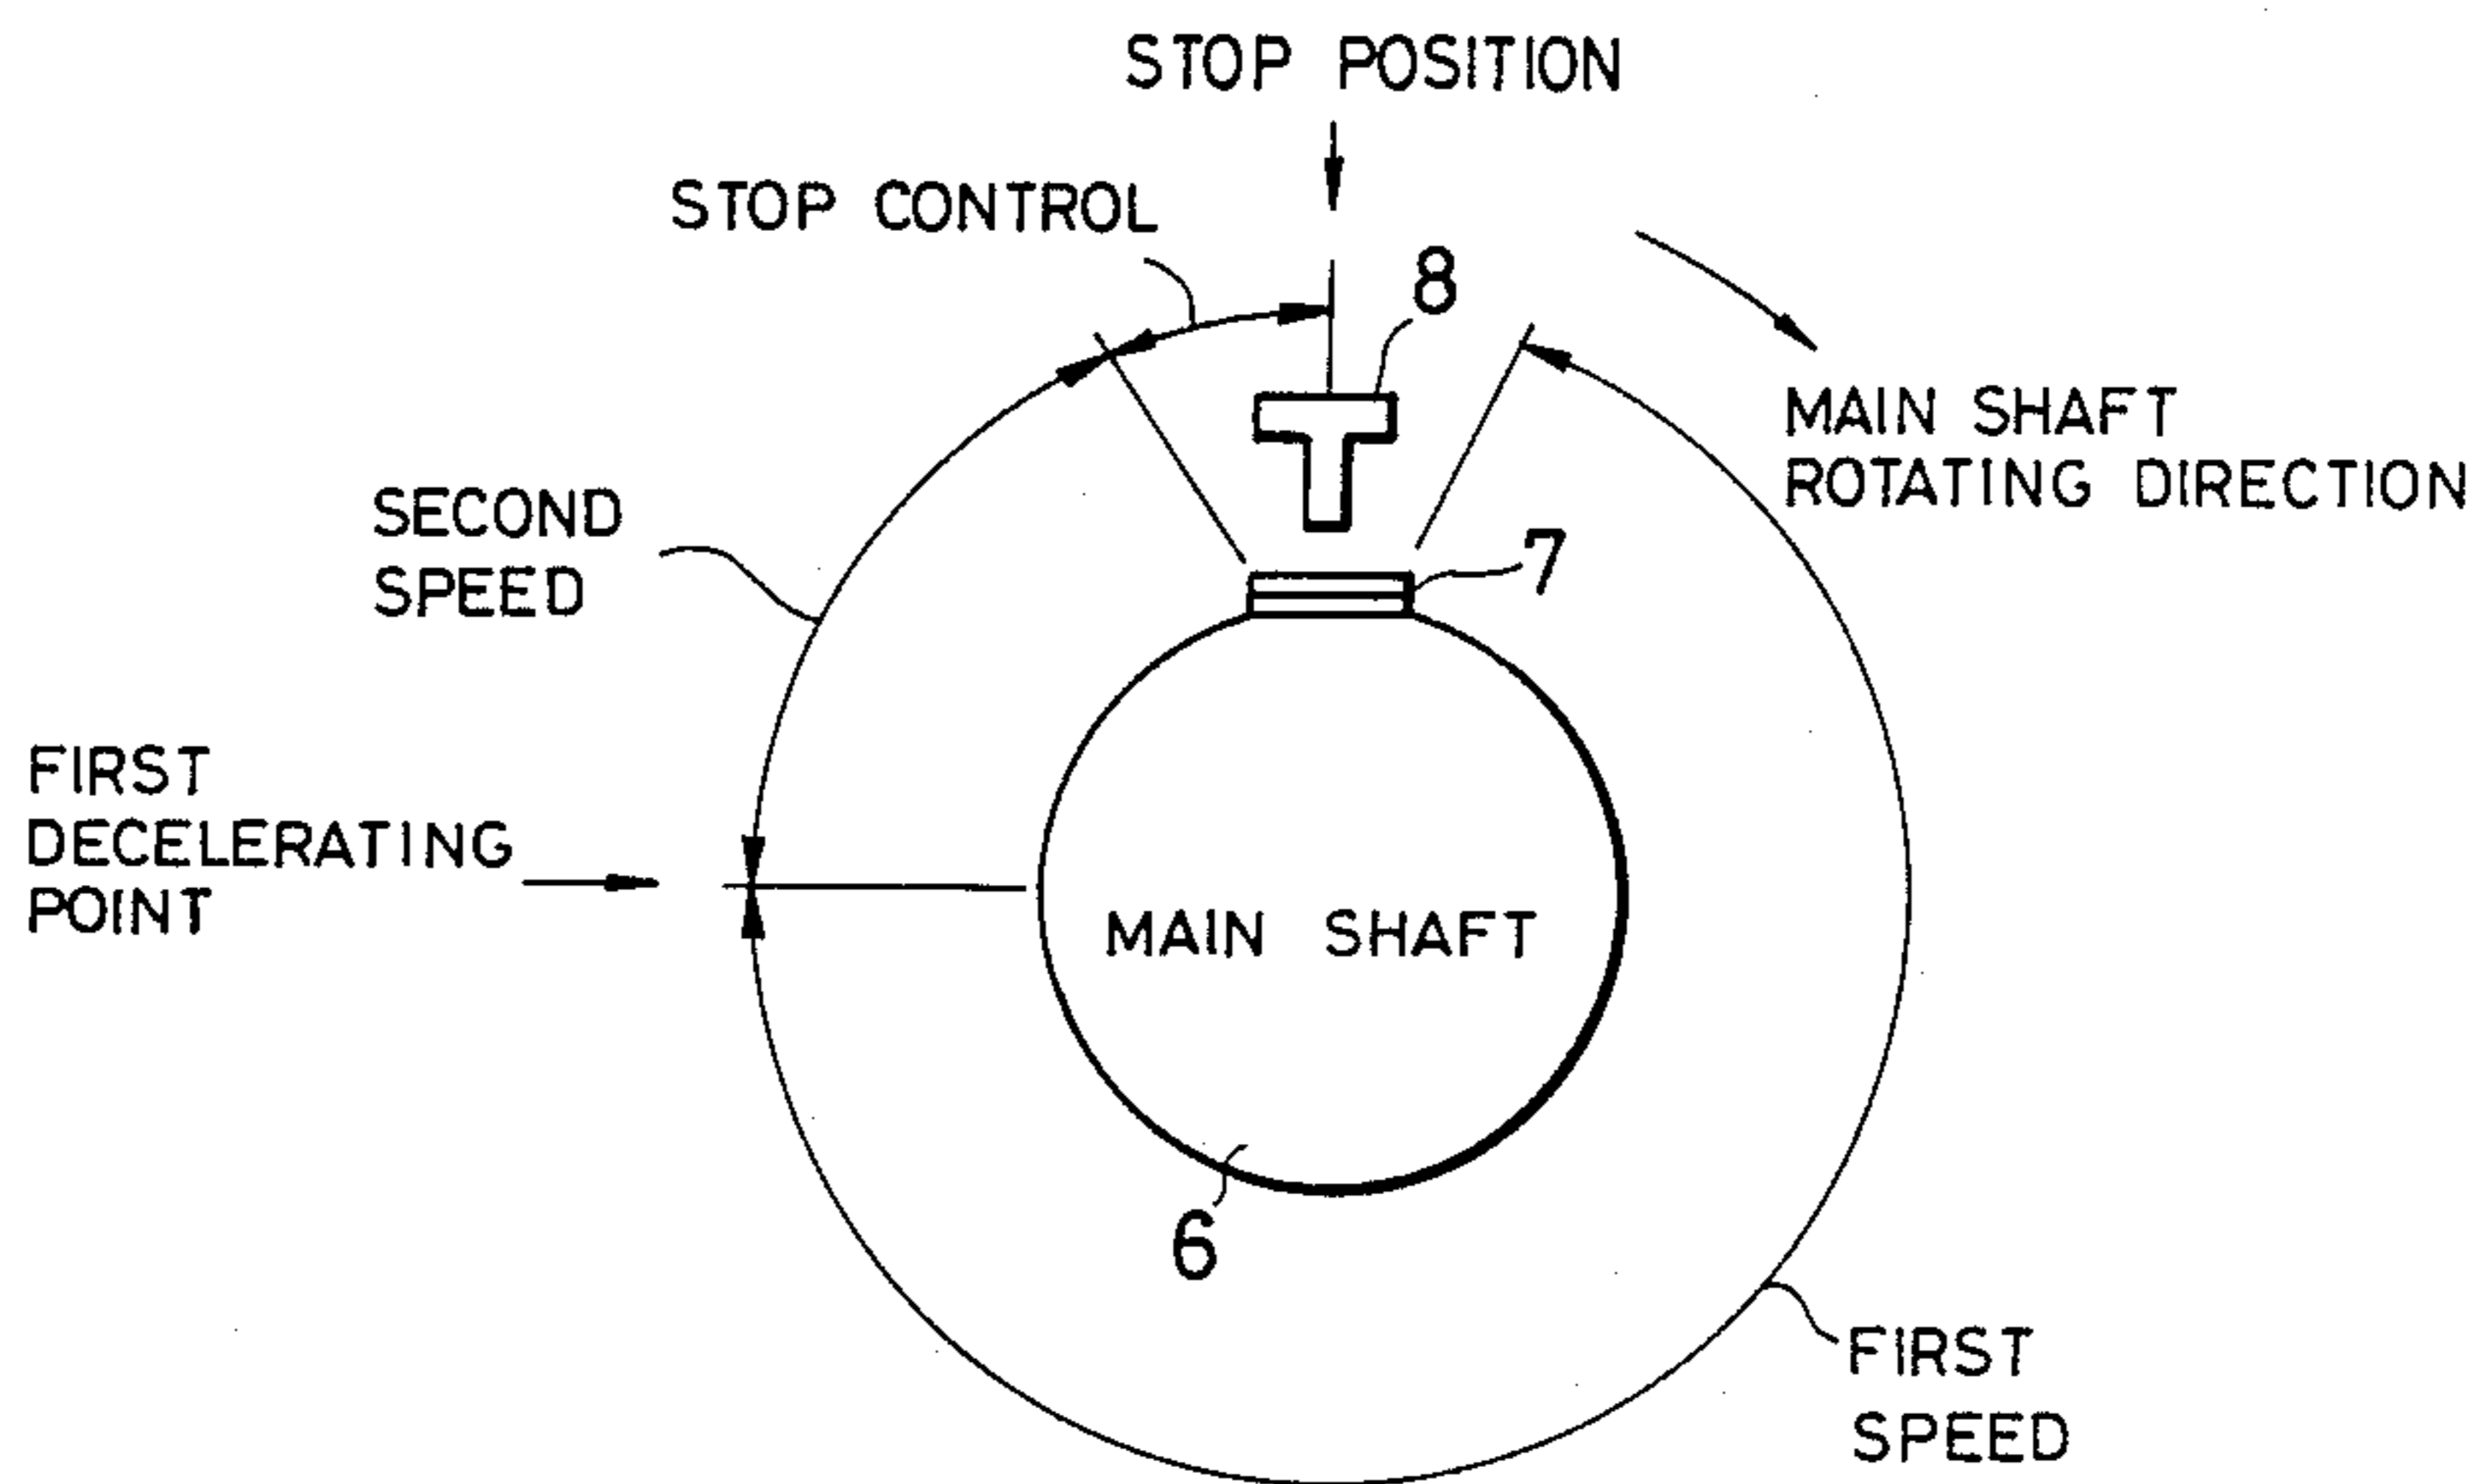 STOP POSITION
STOP CONTROL
8
MAIN SHAFT
ROTATING DIRECTION
SECOND
SPEED
7
FIRST
DECELERATING
POINT
MAIN SHAFT
6
FIRST
SPEED